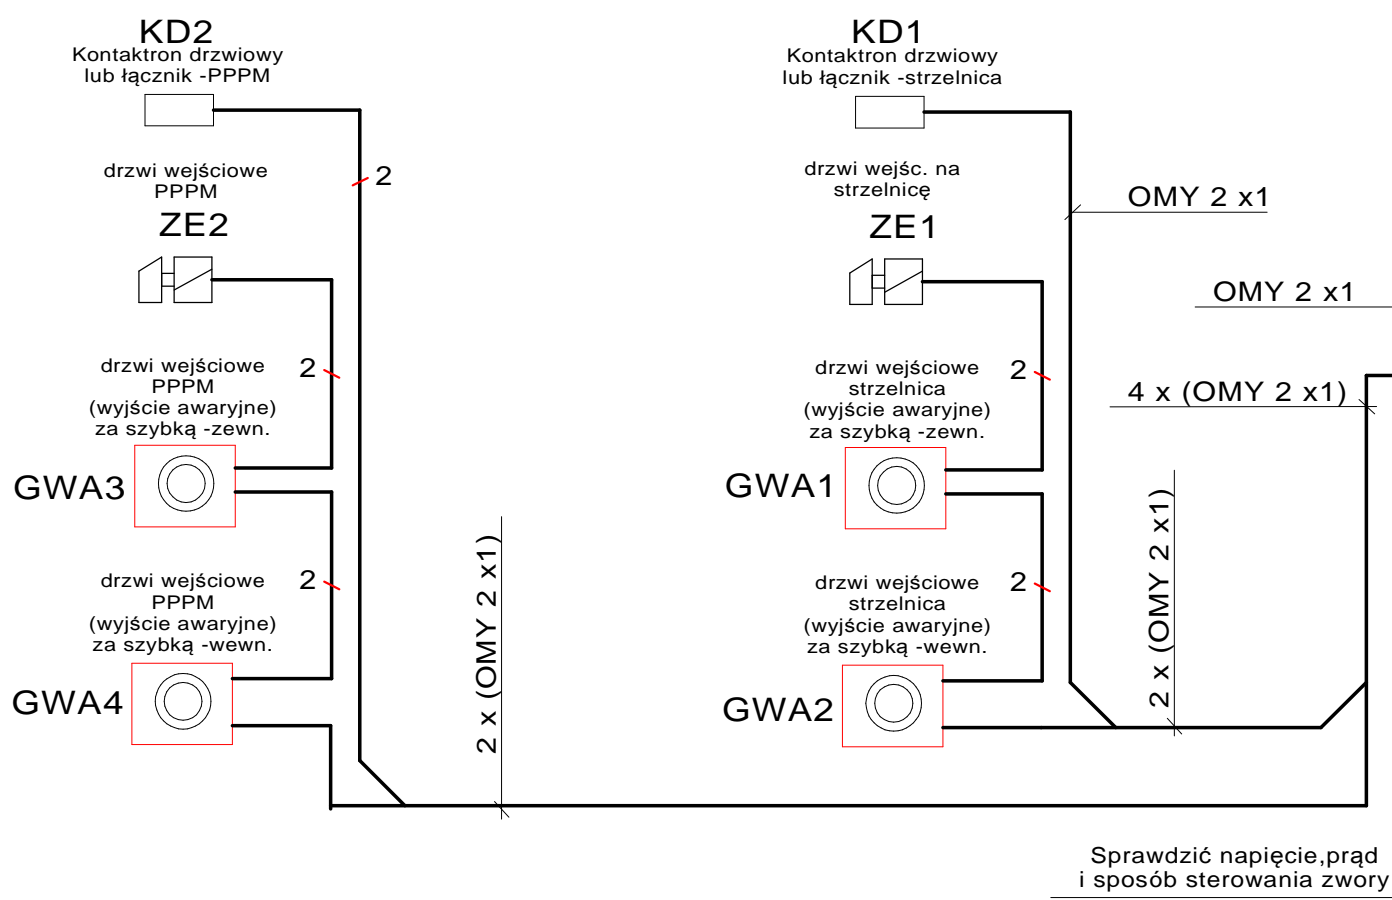 KD2
Kontaktron drzwiowy
lub łącznik -PPPM
drzwi wejściowe
PPPM
2
ZE2
drzwi wejściowe
PPPM
(wyjście awaryjne)
za szybką -zewn.
2
GWA3
drzwi wejściowe
PPPM
(wyjście awaryjne)
za szybką -wewn.
2
GWA4
2 x (OMY 2 x1)
KD1
Kontaktron drzwiowy
lub łącznik -strzelnica
drzwi wejśc. na
strzelnicę
ZE1
OMY 2 x1
OMY 2 x1
drzwi wejściowe
strzelnica
(wyjście awaryjne)
za szybką -zewn.
2
4 x (OMY 2 x1)
GWA1
drzwi wejściowe
strzelnica
(wyjście awaryjne)
za szybką -wewn.
2
GWA2
2 x (OMY 2 x1)
Sprawdzić napięcie,prąd
i sposób sterowania zwory